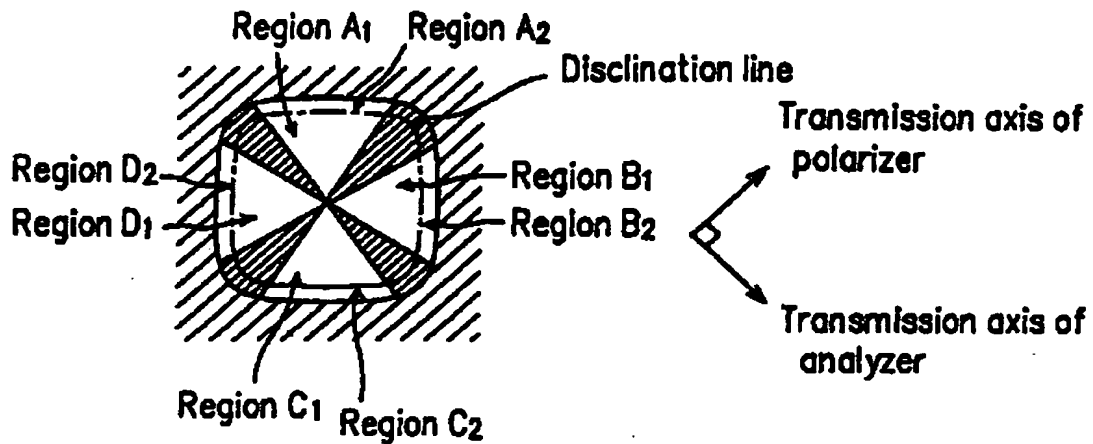 Region A1
Region A2
Disclination line
Transmission axis of
polarizer
Region D2
Region B1
Region D1
Region B2
Transmission axis of
analyzer
Region C1
Region C2